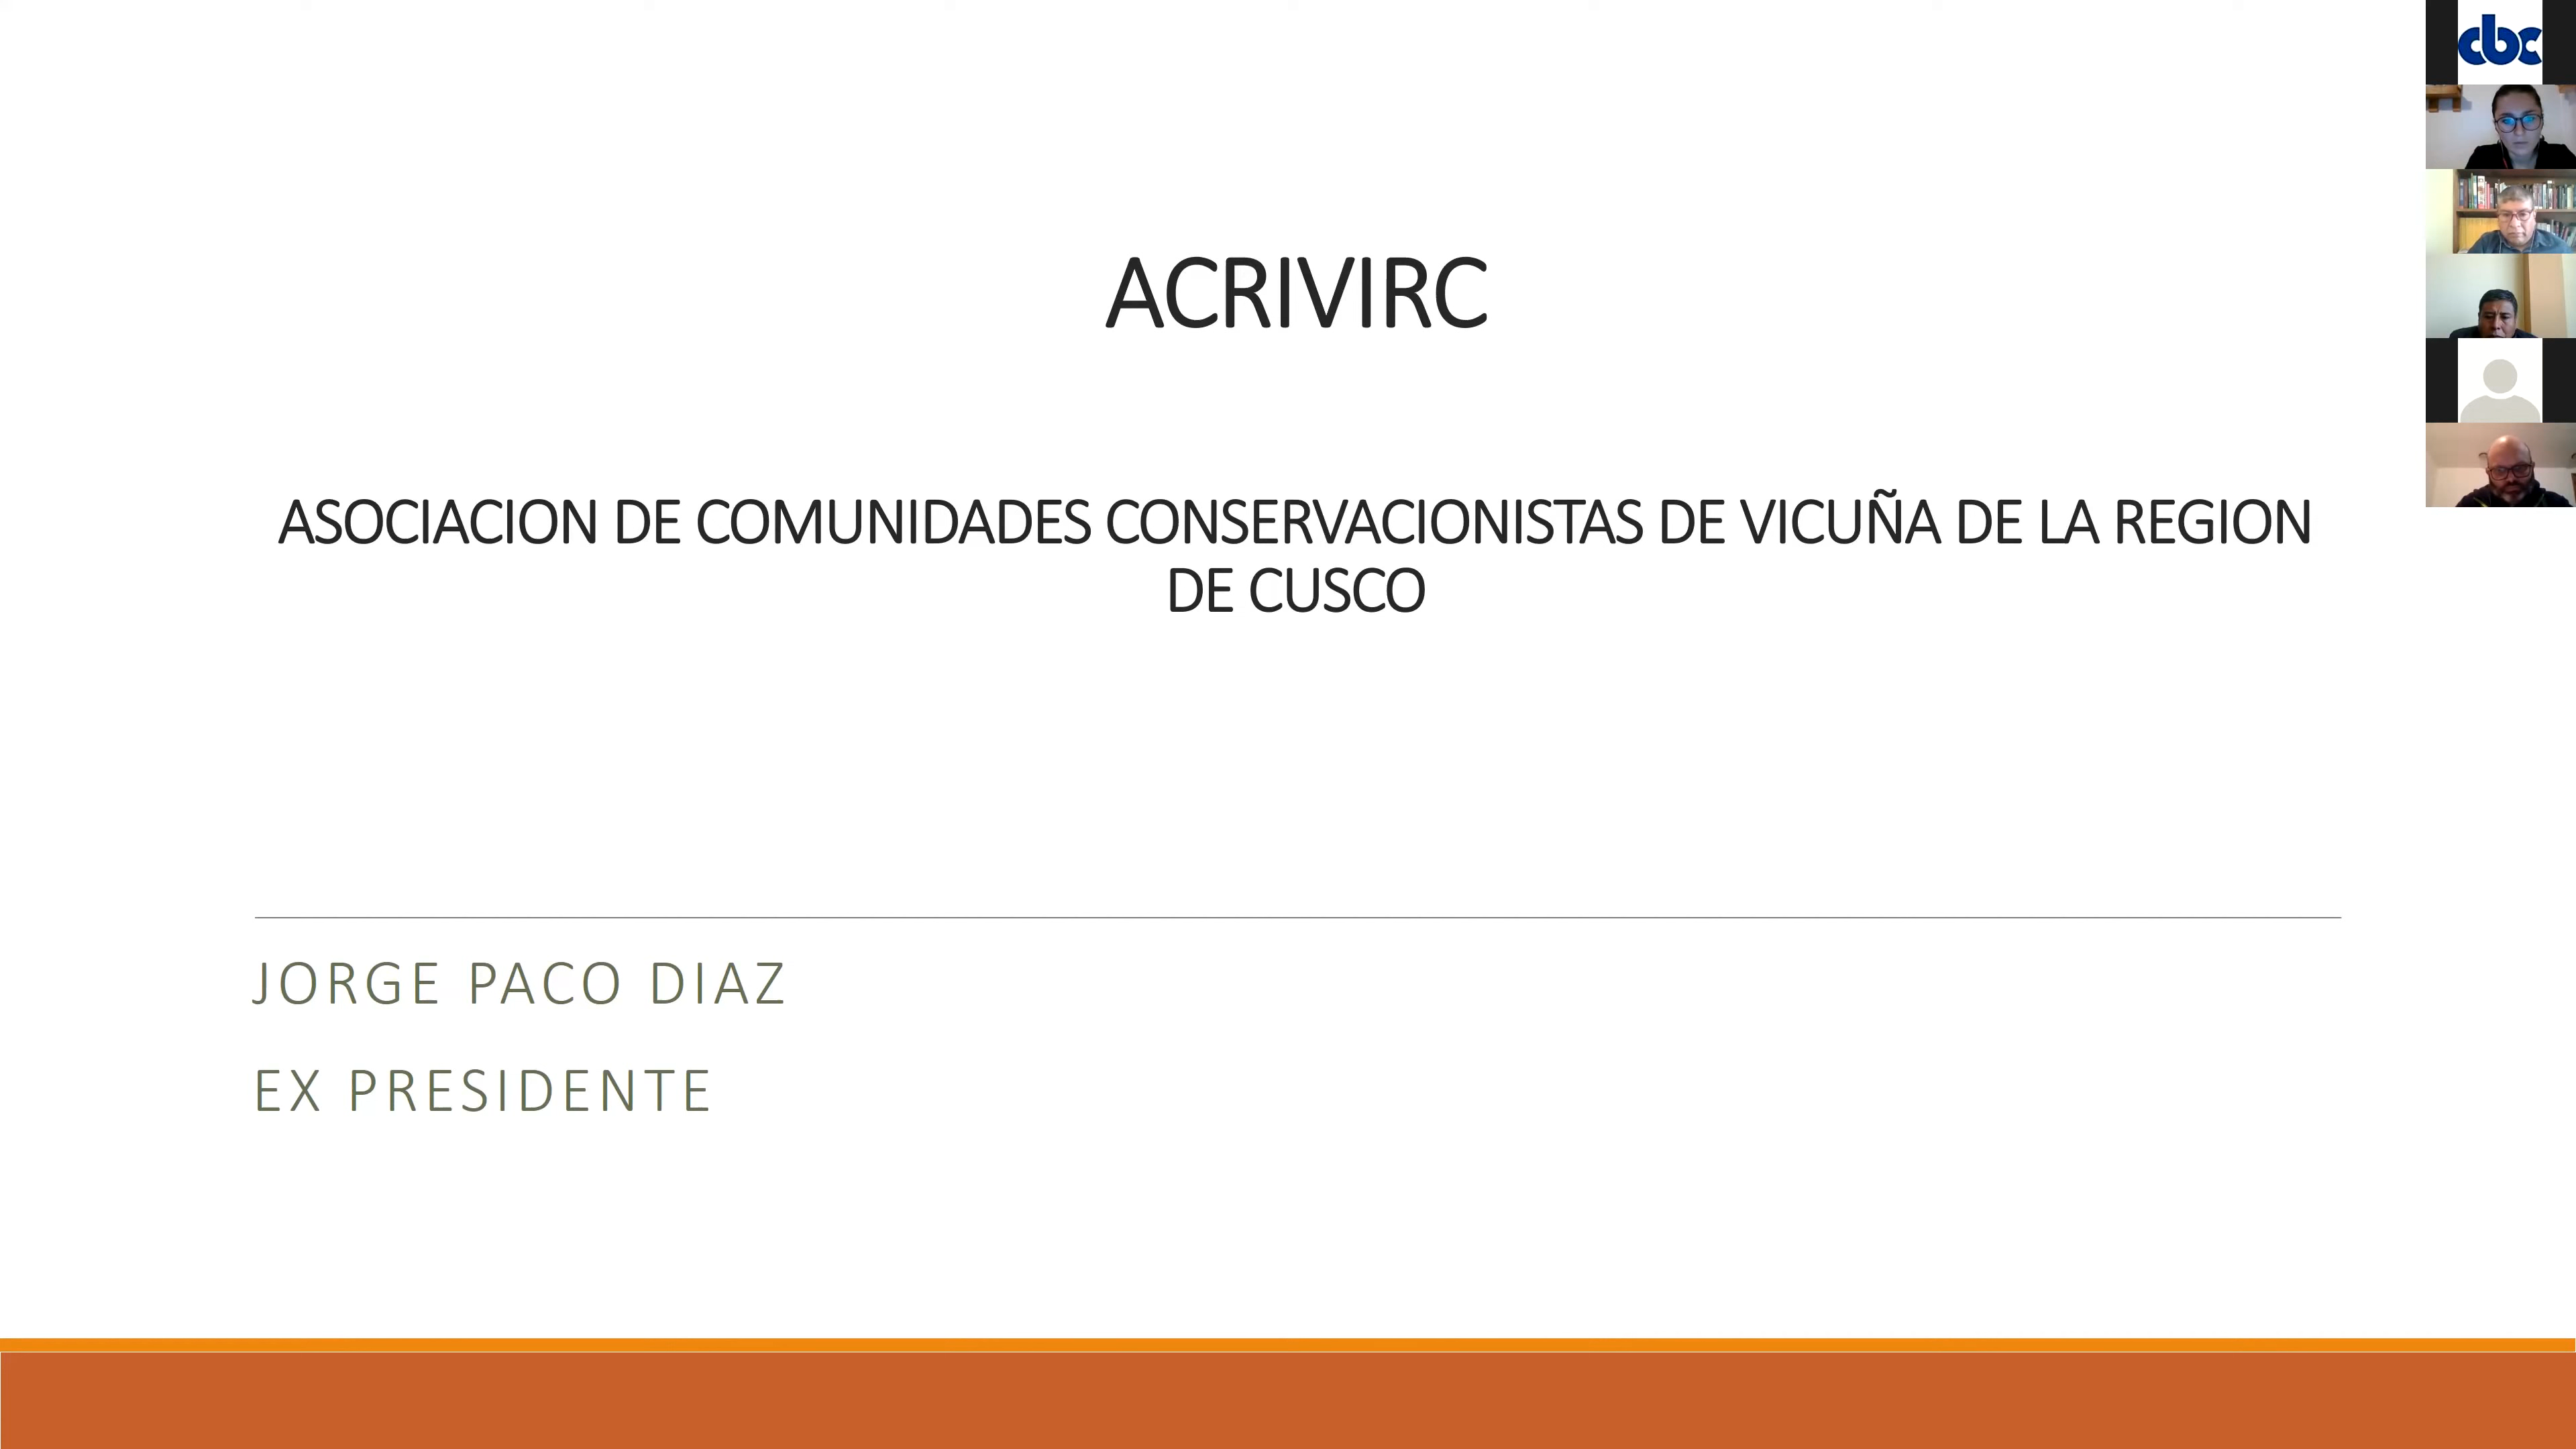 cbc
ACRIVIRC
ASOCIACION DE COMUNIDADES CONSERVACIONISTAS DE VICUÑA DE LA REGION
DE CUSCO
JORGE PACO DIAZ
EX PRESIDENTE